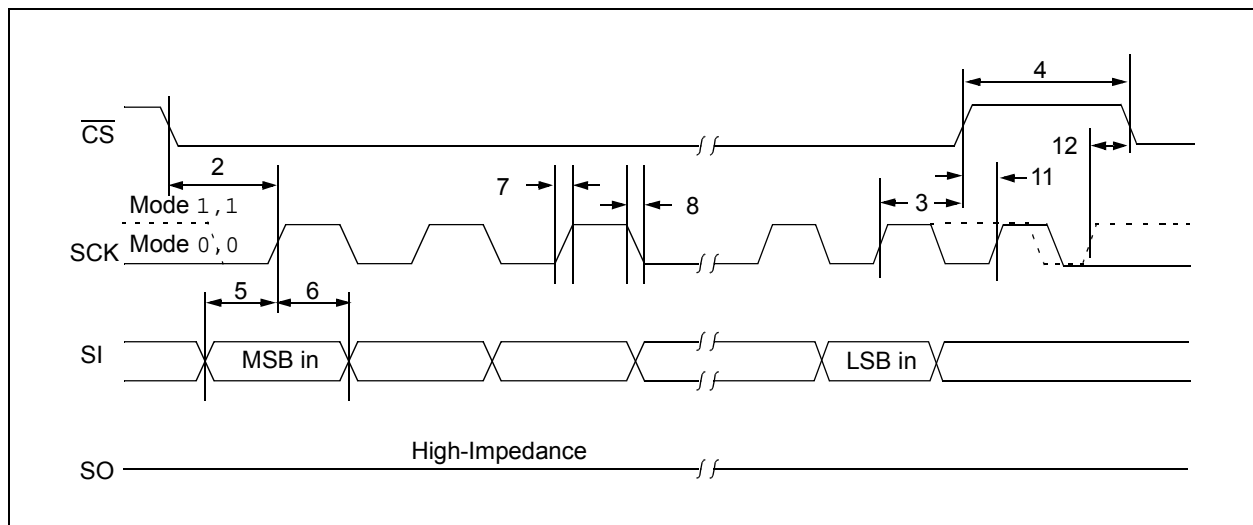 4
CS
12
2
7
11
Mode 1,1
3
8
Mode 0,0
SCK
5
6
SI
MSB in
LSB in
High-Impedance
SO